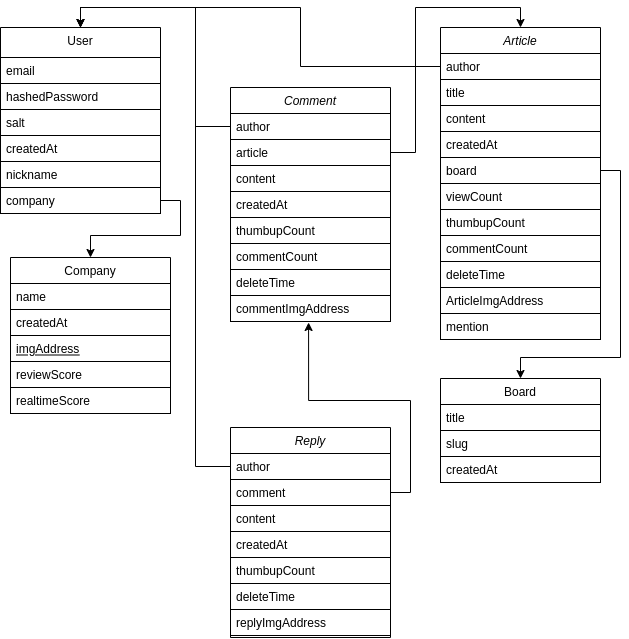 User
email
hashedPassword
salt
createdAt
nickname
company
Company
name
createdAt
imgAddress
reviewScore
realtimeScore
Comment
author
article
content
createdAt
thumbupCount
commentCount
deleteTime
commentImgAddress
Reply
author
comment
content
createdAt
thumbupCount
deleteTime
replyImgAddress
Article
author
title
content
createdAt
board
viewCount
thumbupCount
commentCount
deleteTime
ArticleImgAddress
mention
Board
title
slug
createdAt